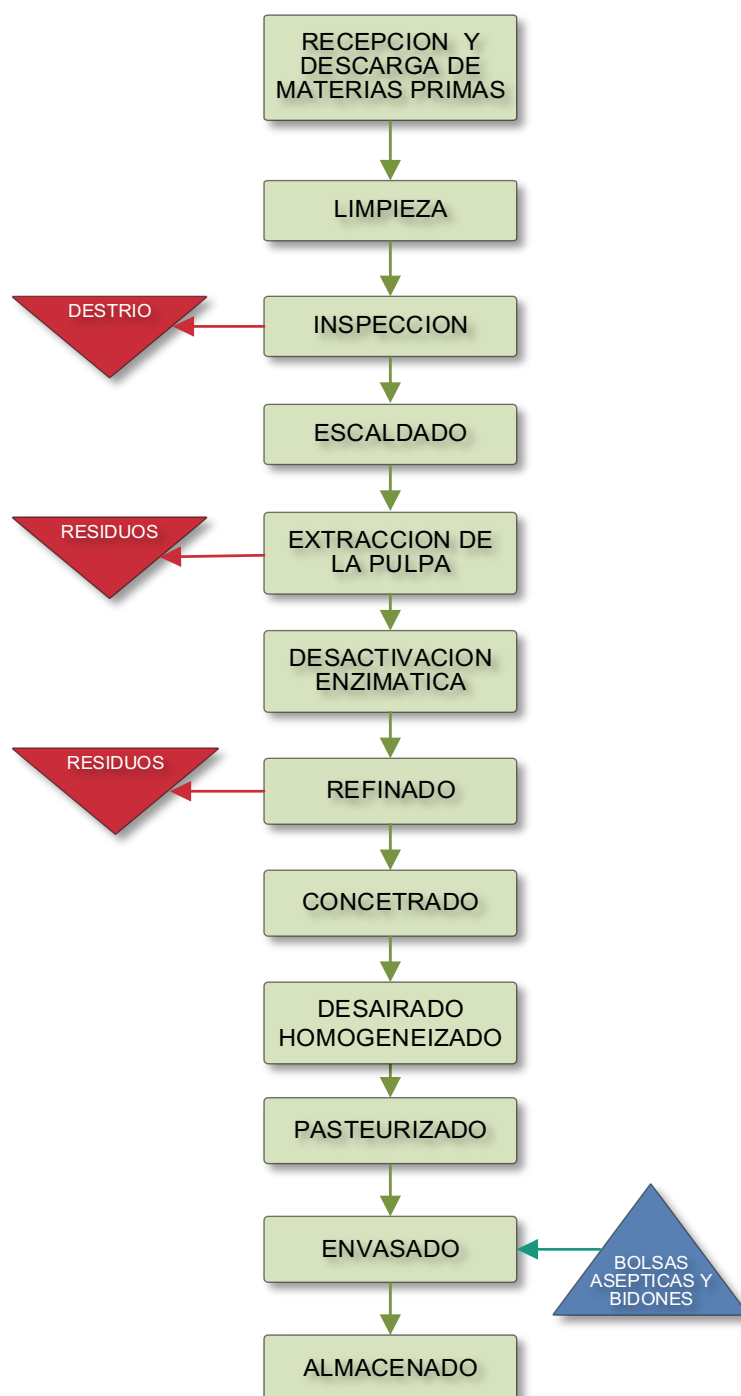 RECEPCION Y
DESCARGA DE
MATERIAS PRIMAS
LIMPIEZA
DESTRIO
INSPECCION
ESCALDADO
RESIDUOS
EXTRACCION DE
LA PULPA
DESACTIVACION
ENZIMATICA
RESIDUOS
REFINADO
CONCETRADO
DESAIRADO
HOMOGENEIZADO
PASTEURIZADO
ENVASADO
BOLSAS
ASEPTICAS Y
BIDONES
ALMACENADO